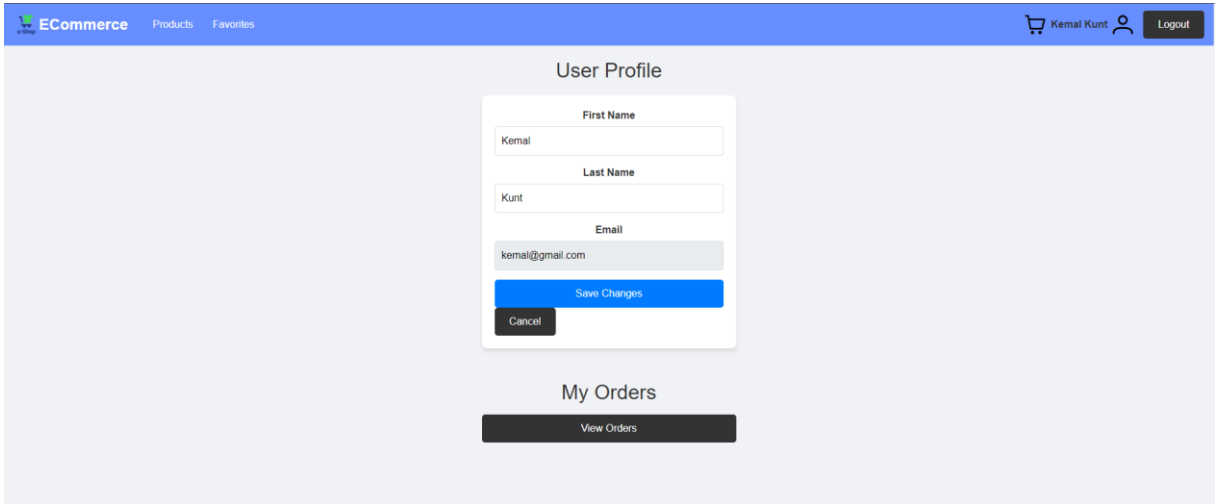 e-Shop
ECommerce Products Favorites Kemal Kunt Logout
User Profile
First Name
Kemal
Last Name
Kunt
Email
kemal@gmail.com
Save Changes
Cancel
My Orders
View Orders